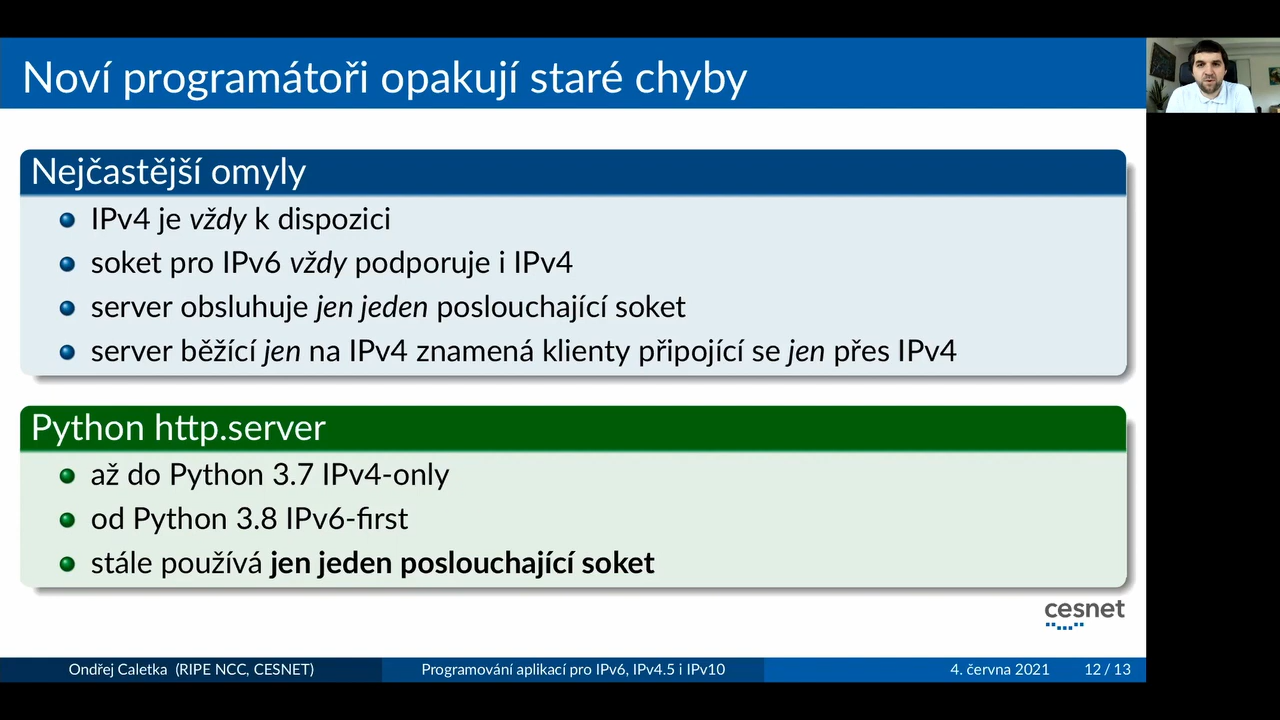 Noví programátoři opakují staré chyby
Nejčastější omyly
IPv4 je vždy k dispozici
soket pro IPv6 vždy podporuje i IPv4
server obsluhuje jen jeden poslouchající soket
server běžící jen na IPv4 znamená klienty připojící se jen přes IPv4
Python http.server
až do Python 3.7 IPv4-only
od Python 3.8 IPv6-first
stále používá jen jeden poslouchající soket
cesnet
Ondřej Caletka (RIPE NCC, CESNET) Programování aplikací pro IPv6, IPv4.5 i IPv10 4. června 2021 12 / 13